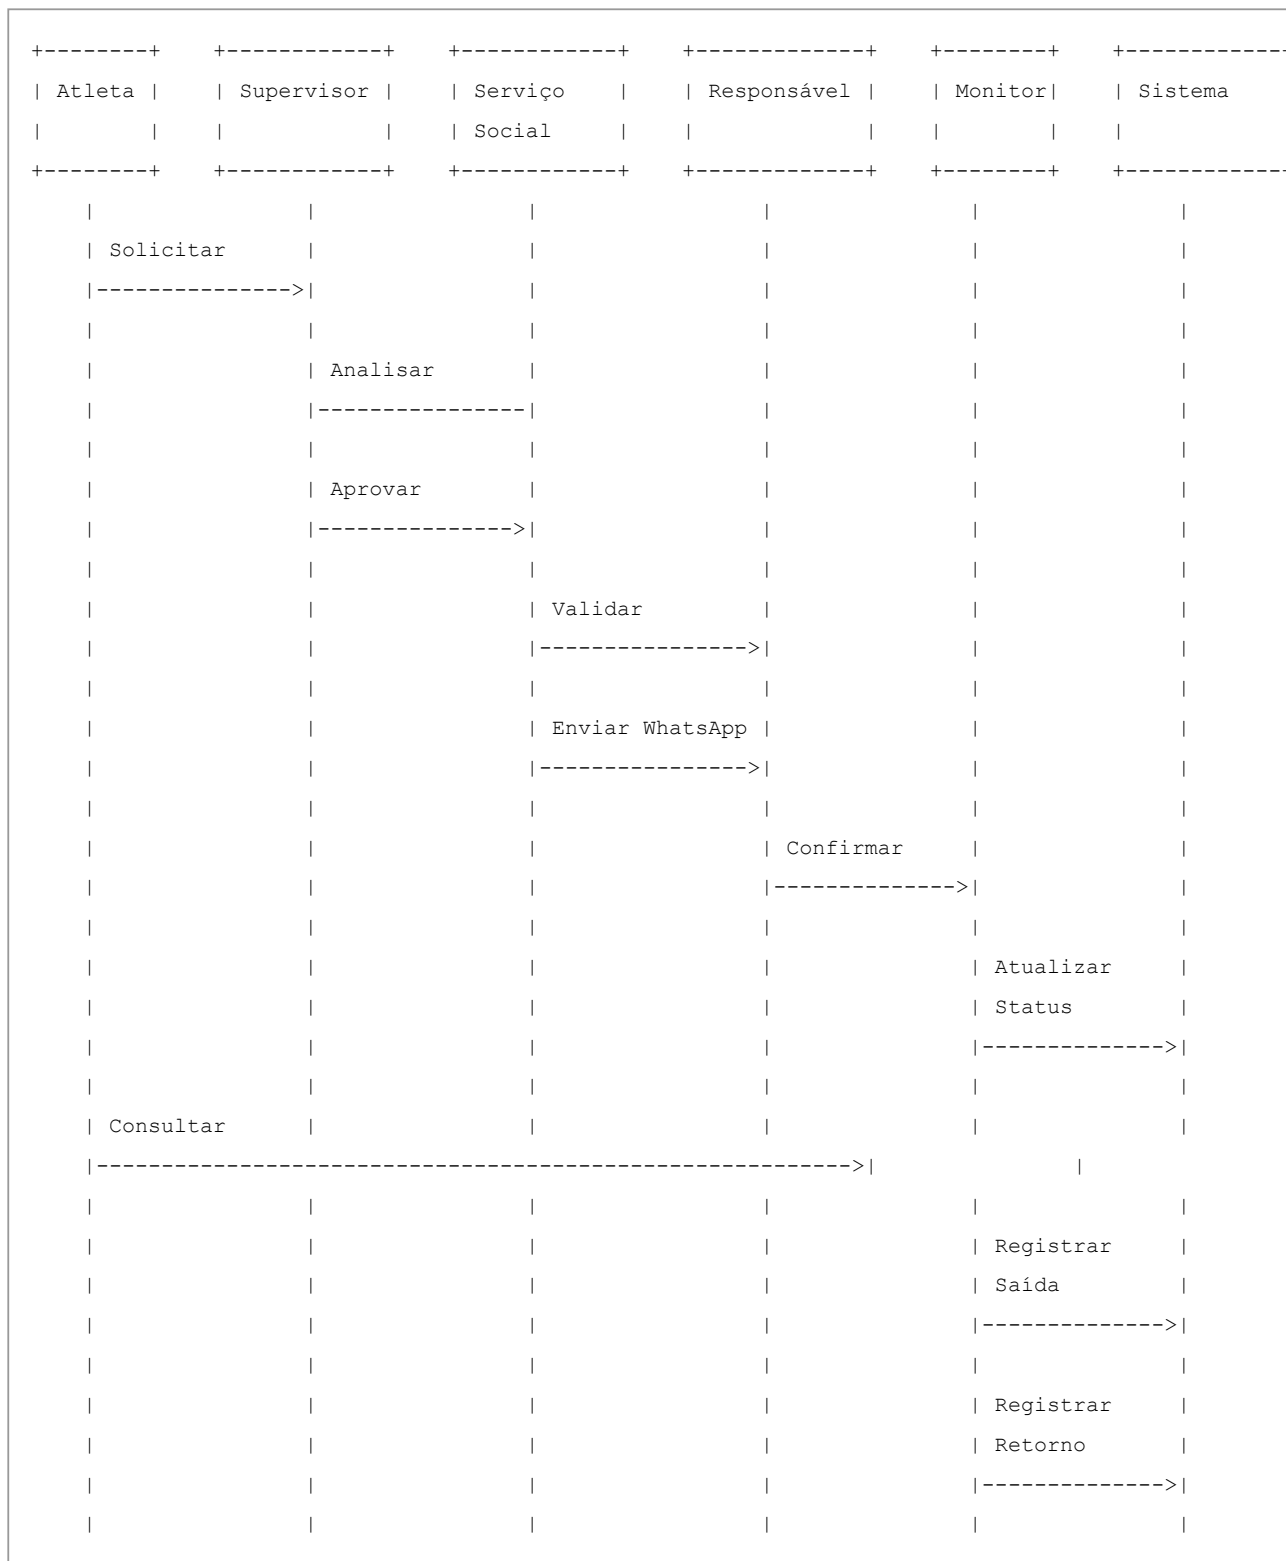 +--------+    +------------+    +------------+    +-------------+    +--------+    +------------
| Atleta |    | Supervisor |    | Serviço    |    | Responsável |    | Monitor|    | Sistema
|        |    |            |    | Social     |    |             |    |        |    |
+--------+    +------------+    +------------+    +-------------+    +--------+    +------------
    |                |                |                 |               |               |
    | Solicitar      |                |                 |               |               |
    |--------------->|                |                 |               |               |
    |                |                |                 |               |               |
    |                | Analisar       |                 |               |               |
    |                |----------------|                 |               |               |
    |                |                |                 |               |               |
    |                | Aprovar        |                 |               |               |
    |                |--------------->|                 |               |               |
    |                |                |                 |               |               |
    |                |                | Validar         |               |               |
    |                |                |---------------->|               |               |
    |                |                |                 |               |               |
    |                |                | Enviar WhatsApp |               |               |
    |                |                |---------------->|               |               |
    |                |                |                 |               |               |
    |                |                |                 | Confirmar     |               |
    |                |                |                 |-------------->|               |
    |                |                |                 |               |               |
    |                |                |                 |               | Atualizar     |
    |                |                |                 |               | Status        |
    |                |                |                 |               |-------------->|
    |                |                |                 |               |               |
    | Consultar      |                |                 |               |               |
    |---------------------------------------------------------->|               |
    |                |                |                 |               |               |
    |                |                |                 |               | Registrar     |
    |                |                |                 |               | Saída         |
    |                |                |                 |               |-------------->|
    |                |                |                 |               |               |
    |                |                |                 |               | Registrar     |
    |                |                |                 |               | Retorno       |
    |                |                |                 |               |-------------->|
    |                |                |                 |               |               |